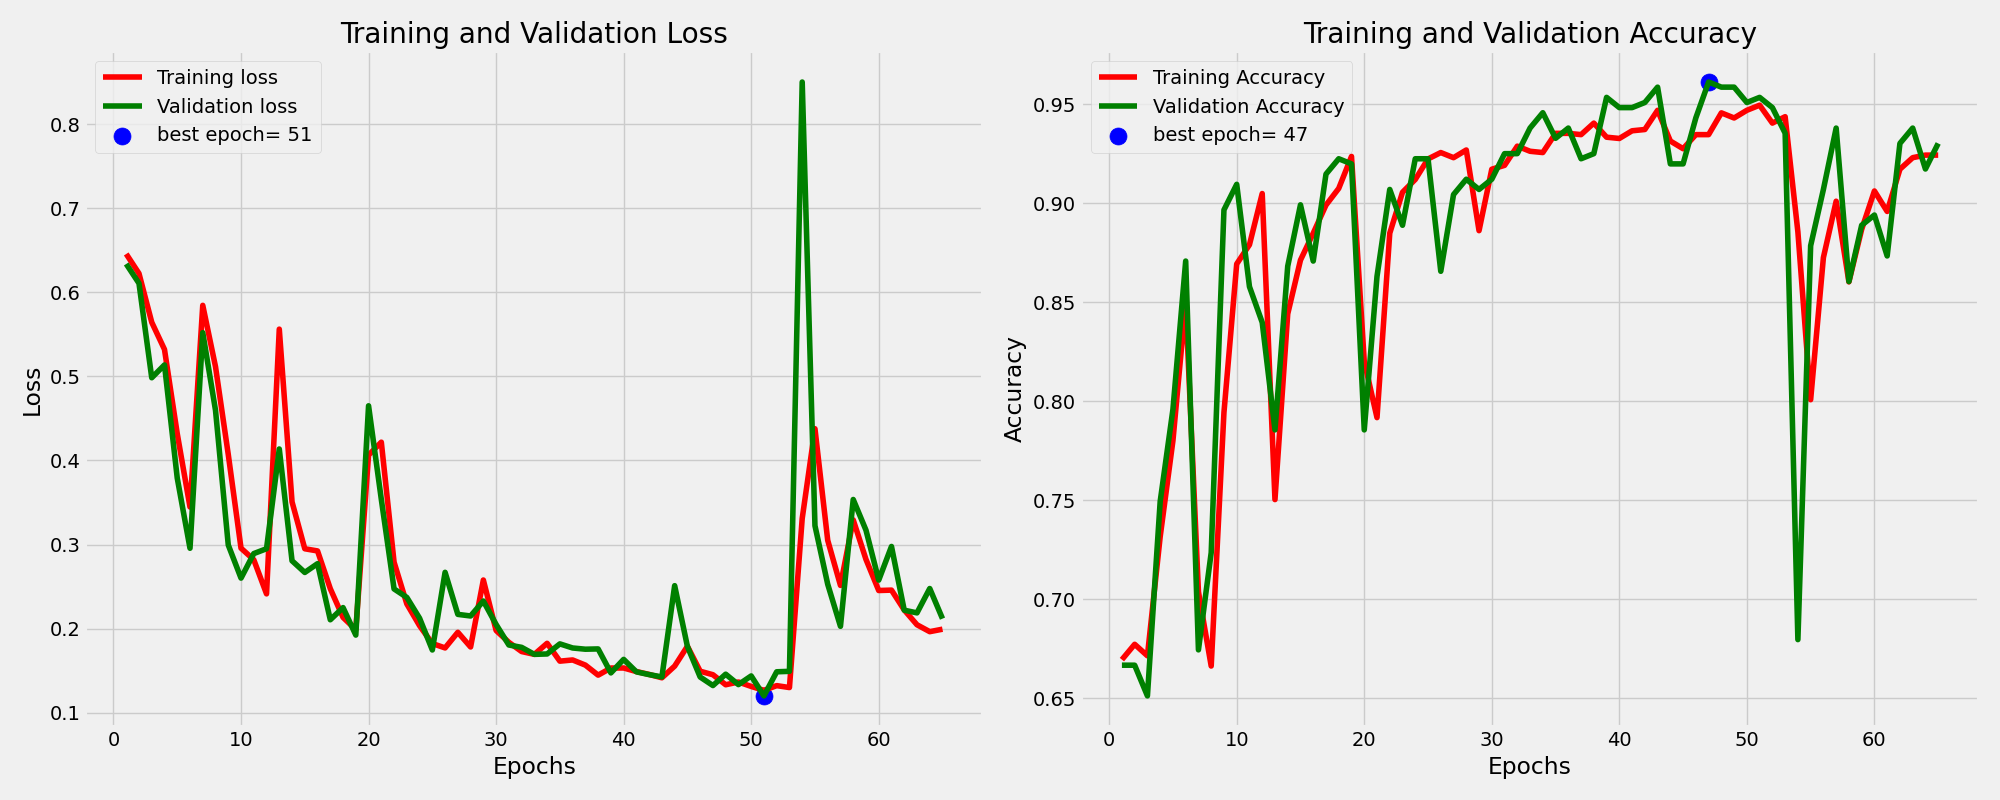 Training and Validation Loss
Training loss
Validation loss
best epoch= 51
0.8
0.7
0.6
0.5
0.4
0.3
0.2
0.1
Loss
0 10 20 30 40 50 60
Epochs
Training and Validation Accuracy
Training Accuracy
Validation Accuracy
best epoch= 47
0.95
0.90
0.85
0.80
0.75
0.70
0.65
Accuracy
0 10 20 30 40 50 60
Epochs